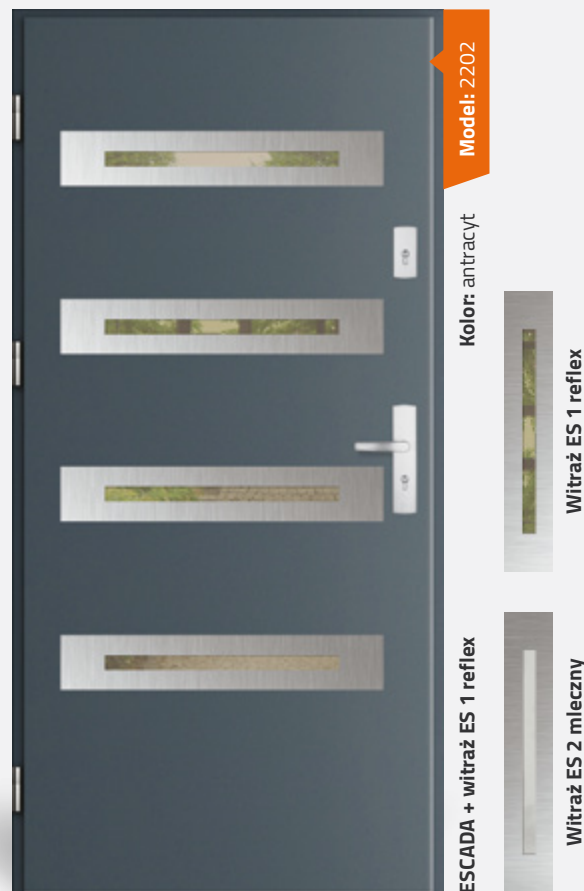 Model: 2202
Kolor: antracyt
ESCADA + witraż ES 1 reflex
Witraż ES 1 reflex
Witraż ES 2 mleczny